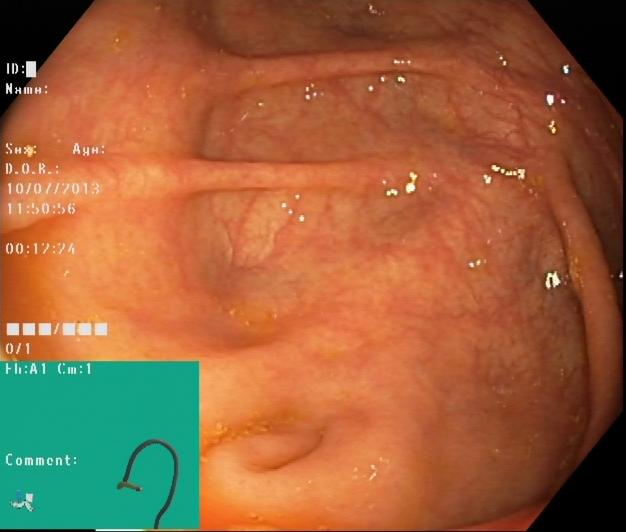 ID:
Name:
Sex: Age:
D.O.B.:
10/07/2013
11:50:56
00:12:24
/
0/1
Eh:A1 Cm:1
Comment: